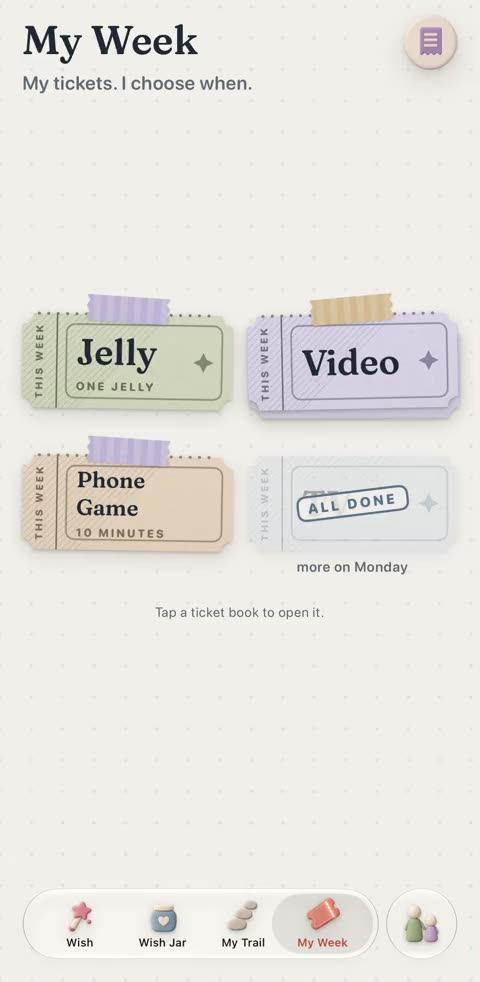 My Week
My tickets. I choose when.
THIS WEEK
Jelly
ONE JELLY
THIS WEEK
Video
THIS WEEK
Phone
Game
10 MINUTES
THIS WEEK
ALL DONE
more on Monday
Tap a ticket book to open it.
Wish
Wish Jar
My Trail
My Week